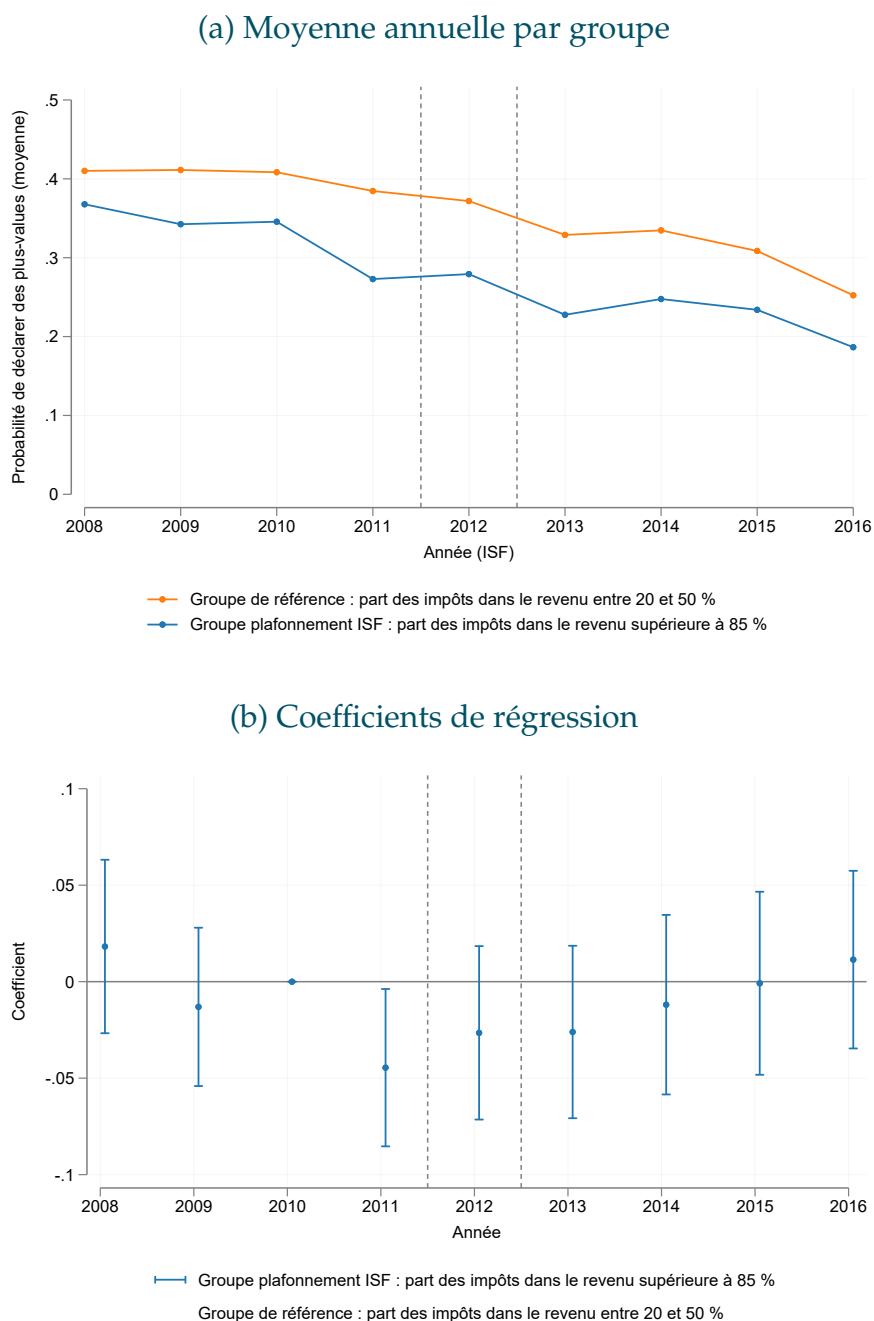 (a) Moyenne annuelle par groupe
Probabilité de déclarer des plus-values (moyenne)
.5
.4
.3
.2
.1
0
2008 2009 2010 2011 2012 2013 2014 2015 2016
Année (ISF)
Groupe de référence : part des impôts dans le revenu entre 20 et 50 %
Groupe plafonnement ISF : part des impôts dans le revenu supérieure à 85 %
(b) Coefficients de régression
Coefficient
.1
.05
0
-.05
-.1
2008 2009 2010 2011 2012 2013 2014 2015 2016
Année
Groupe plafonnement ISF : part des impôts dans le revenu supérieure à 85 %
Groupe de référence : part des impôts dans le revenu entre 20 et 50 %